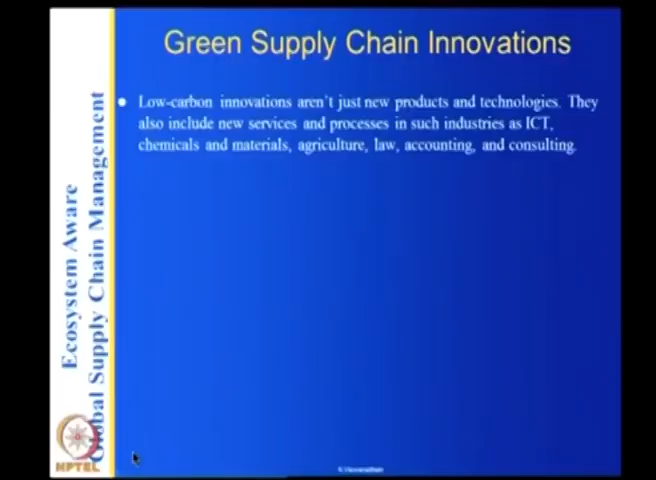 Green Supply Chain Innovations
Low-carbon innovations aren't just new products and technologies. They
also include new services and processes in such industries as ICT,
chemicals and materials, agriculture, law, accounting, and consulting.
Ecosystem Aware
Global Supply Chain Management
NPTEL
N.Viswanadham